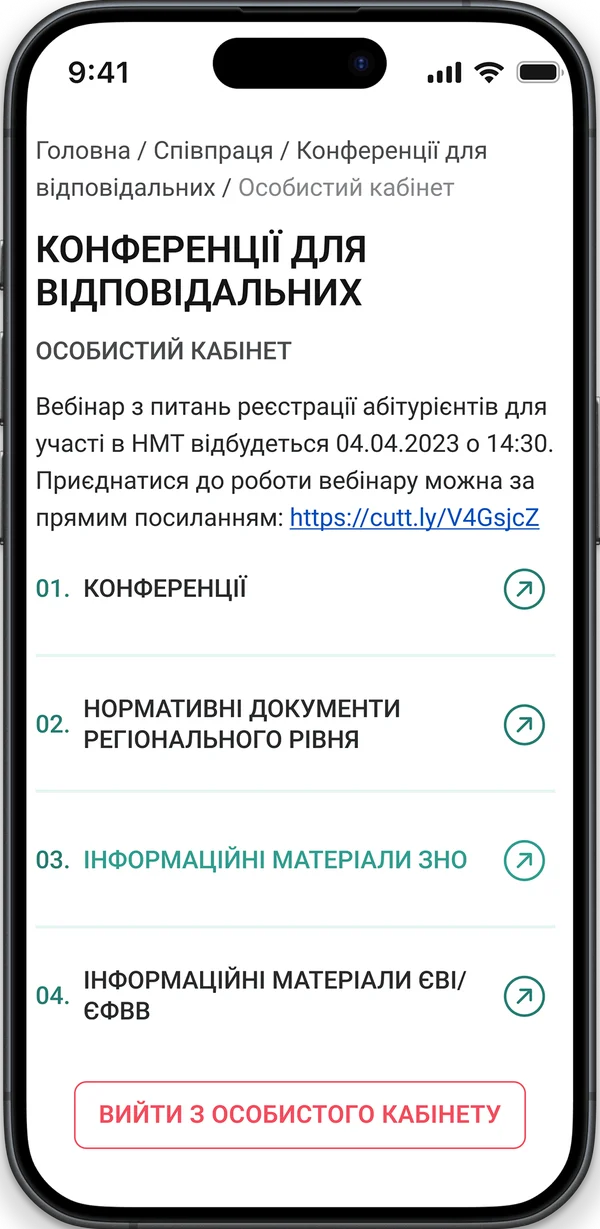 9:41
Головна / Співпраця / Конференції для
відповідальних / Особистий кабінет
КОНФЕРЕНЦІЇ ДЛЯ
ВІДПОВІДАЛЬНИХ
ОСОБИСТИЙ КАБІНЕТ
Вебінар з питань реєстрації абітурієнтів для
участі в НМТ відбудеться 04.04.2023 о 14:30.
Приєднатися до роботи вебінару можна за
прямим посиланням: https://cutt.ly/V4GsjcZ
01. КОНФЕРЕНЦІЇ
02. НОРМАТИВНІ ДОКУМЕНТИ
РЕГІОНАЛЬНОГО РІВНЯ
03. ІНФОРМАЦІЙНІ МАТЕРІАЛИ ЗНО
04. ІНФОРМАЦІЙНІ МАТЕРІАЛИ ЄВІ/
ЄФВВ
ВИЙТИ З ОСОБИСТОГО КАБІНЕТУ